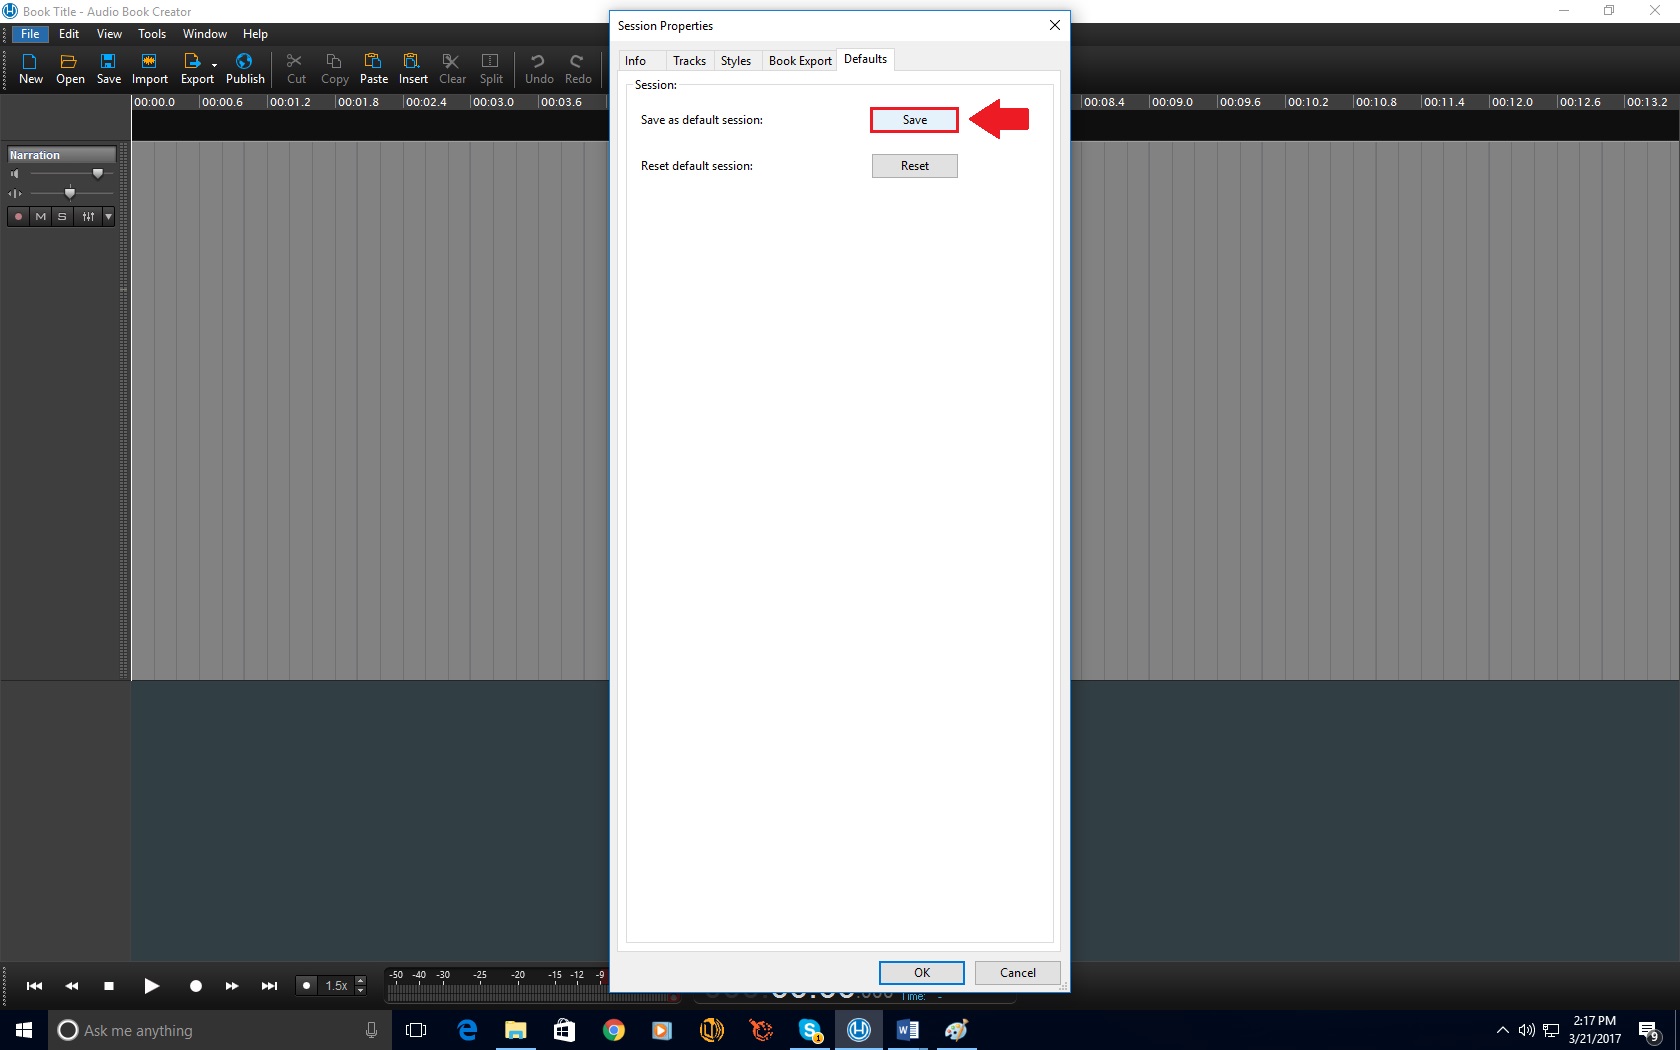 Book Title - Audio Book Creator
File Edit View Tools Window Help
New Open Save Import Export Publish Cut Copy Paste Insert Clear Split Undo Redo
00:00.0 00:00.6 00:01.2 00:01.8 00:02.4 00:03.0 00:03.6 00:08.4 00:09.0 00:09.6 00:10.2 00:10.8 00:11.4 00:12.0 00:12.6 00:13.2
Narration
M S
Session Properties
Info Tracks Styles Book Export Defaults
Session:
Save as default session: Save
Reset default session: Reset
OK Cancel
1.5x
-50 -40 -30 -25 -20 -15 -12 -9
Time: -
Ask me anything
1
2:17 PM
3/21/2017
9